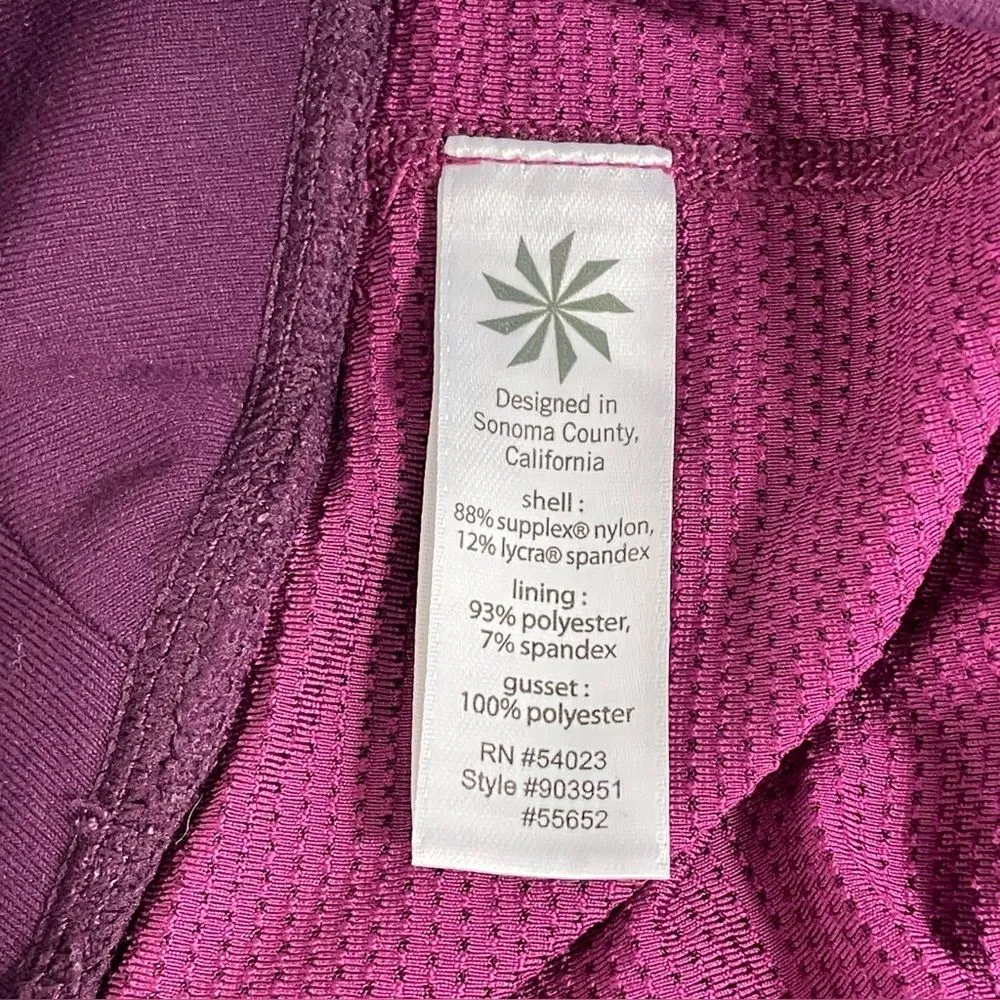 Designed in
Sonoma County,
California
shell :
88% supplex® nylon,
12% lycra® spandex
lining :
93% polyester,
7% spandex
gusset :
100% polyester
RN #54023
Style #903951
#55652